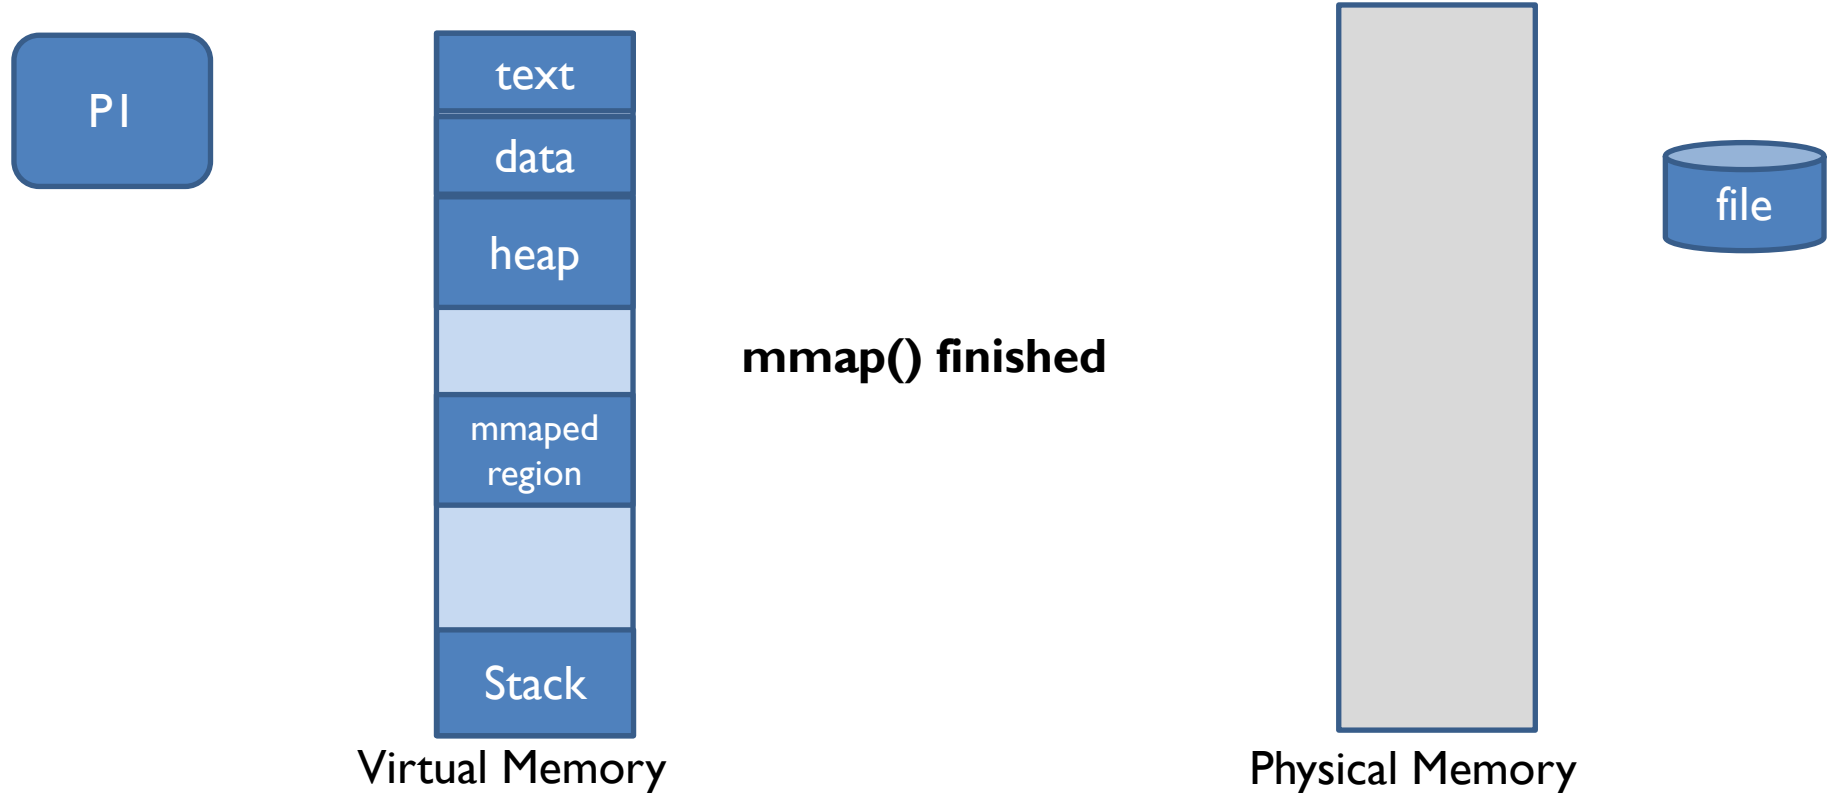 P1
text
data
heap
mmap() finished
mmaped
region
Stack
file
Virtual Memory
Physical Memory